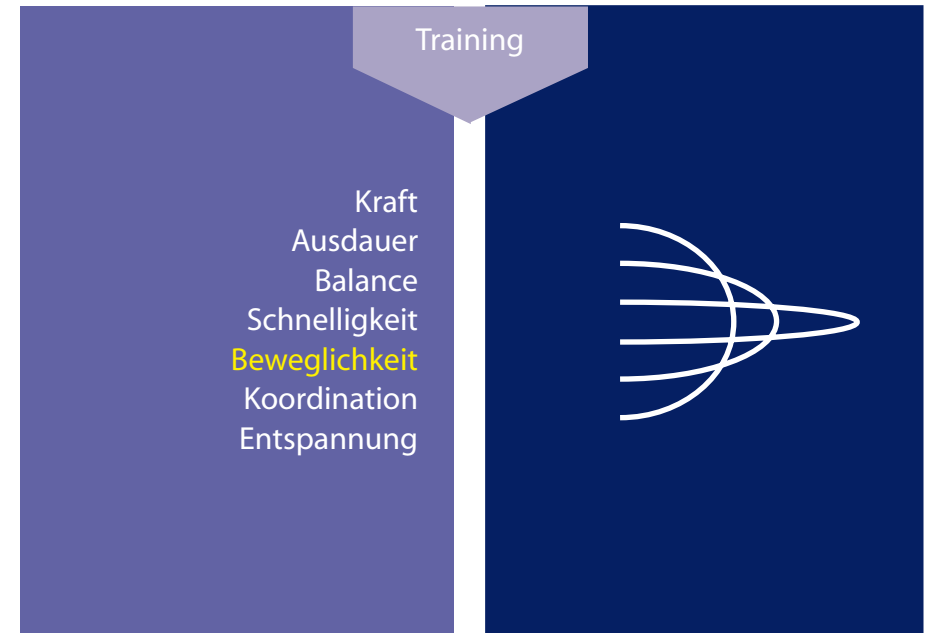 Training
Kraft
Ausdauer
Balance
Schnelligkeit
Beweglichkeit
Koordination
Entspannung